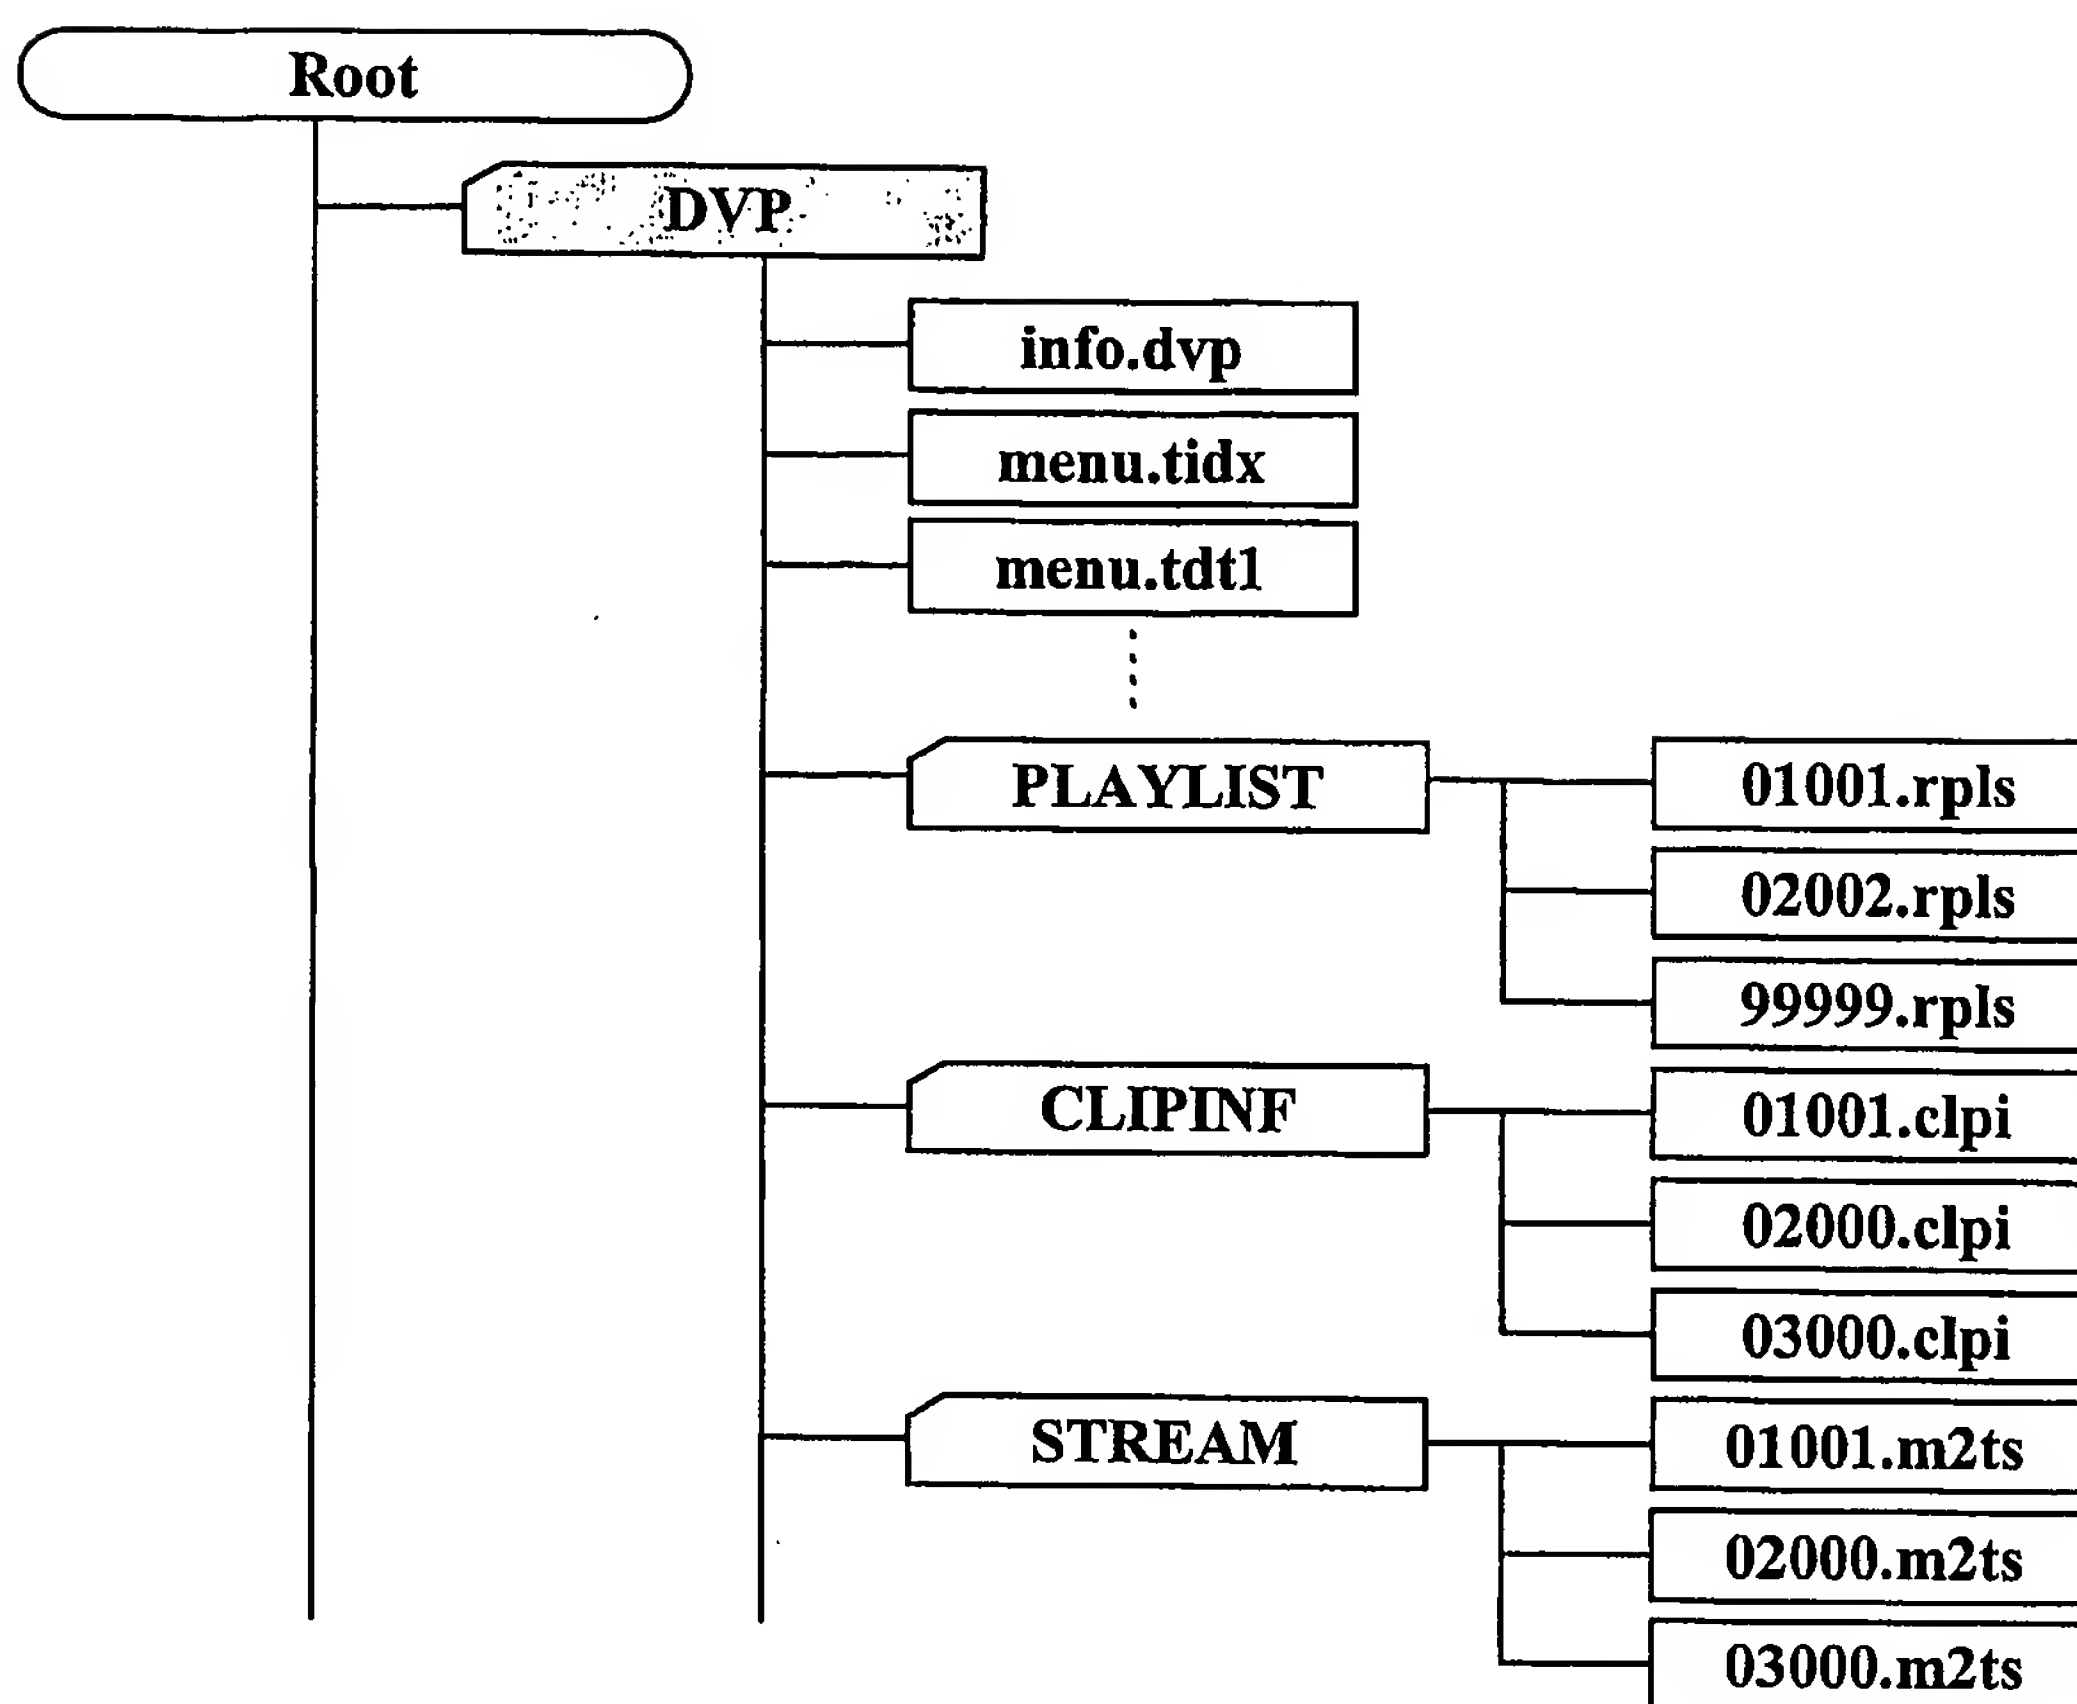 Root
DVP
info.dvp
menu.tidx
menu.tdt1
PLAYLIST
01001.rpls
02002.rpls
99999.rpls
CLIPINF
01001.clpi
02000.clpi
03000.clpi
STREAM
01001.m2ts
02000.m2ts
03000.m2ts